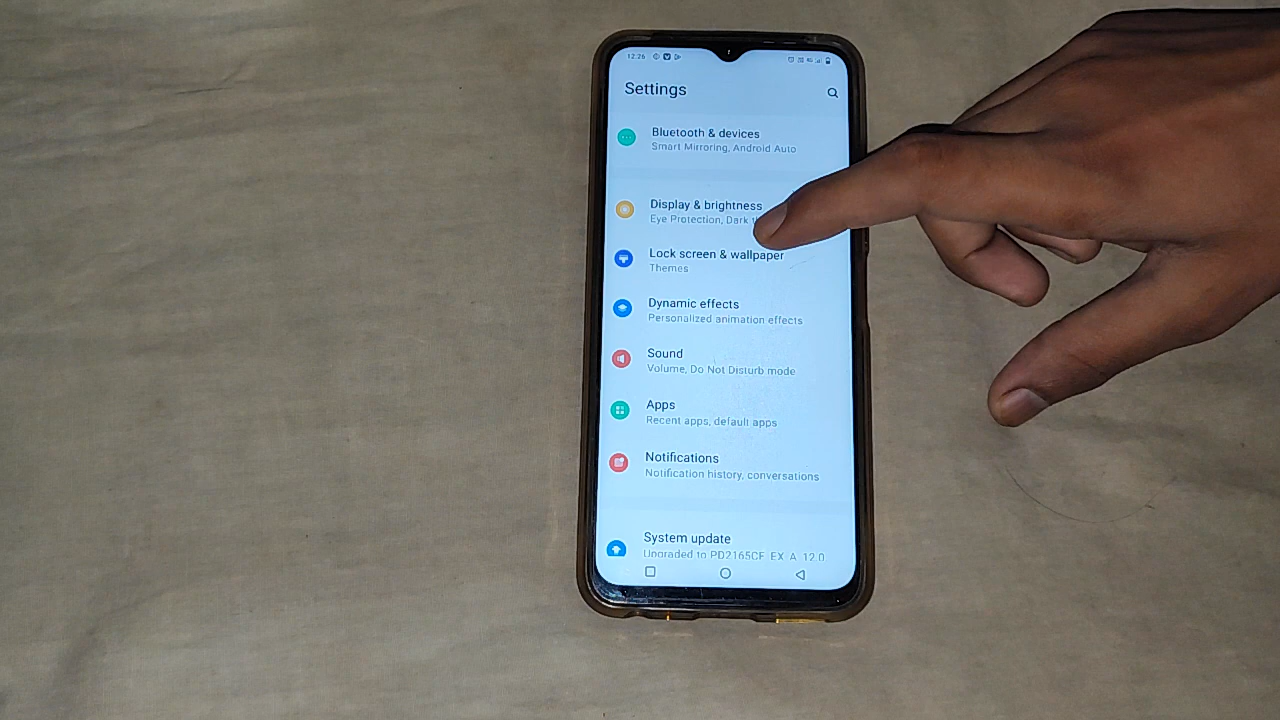 12:26
Settings
Bluetooth & devices
Smart Mirroring, Android Auto
Display & brightness
Eye Protection, Dark
Lock screen & wallpaper
Themes
Dynamic effects
Personalized animation effects
Sound
Volume, Do Not Disturb mode
Apps
Recent apps, default apps
Notifications
Notification history, conversations
System update
Upgraded to PD2165CF_EX_A_12.0